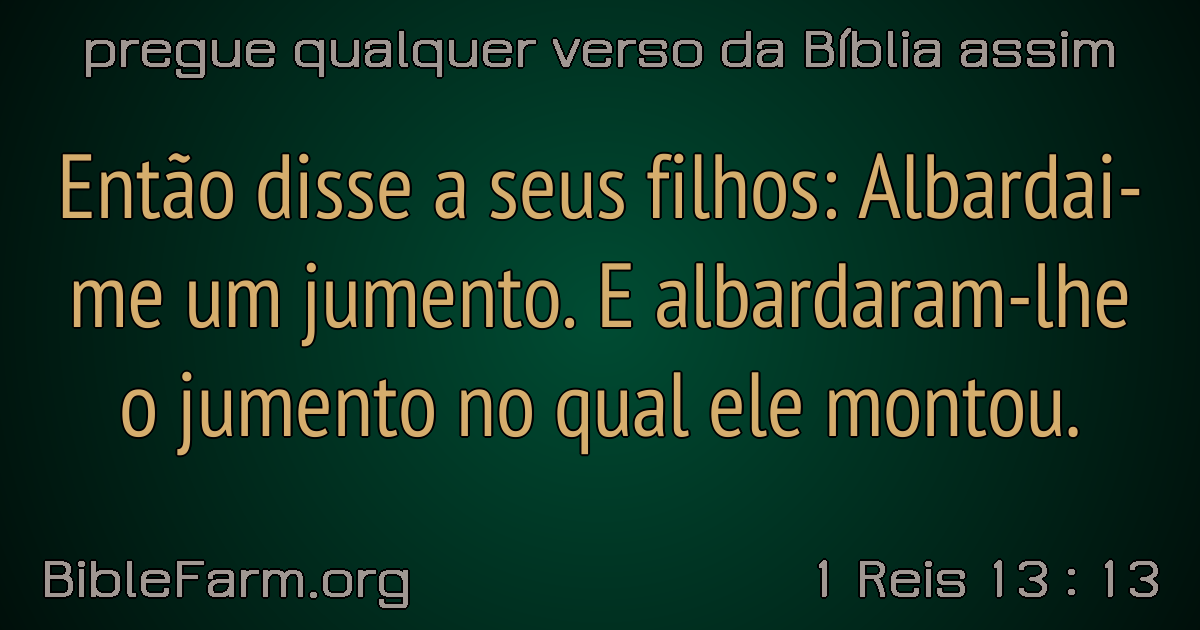 pregue qualquer verso da Bíblia assim
Então disse a seus filhos: Albardai-
me um jumento. E albardaram-lhe
o jumento no qual ele montou.
BibleFarm.org
1 Reis 13 : 13